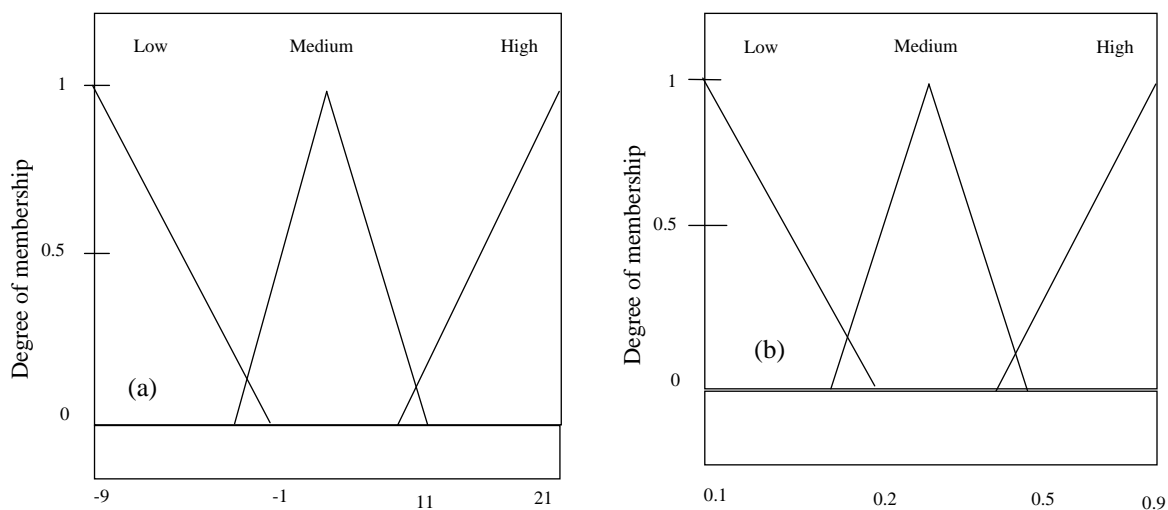 Low Medium High
1
0.5
0
Degree of membership
(a)
-9 -1 11 21
Low Medium High
1
0.5
0
Degree of membership
(b)
0.1 0.2 0.5 0.9